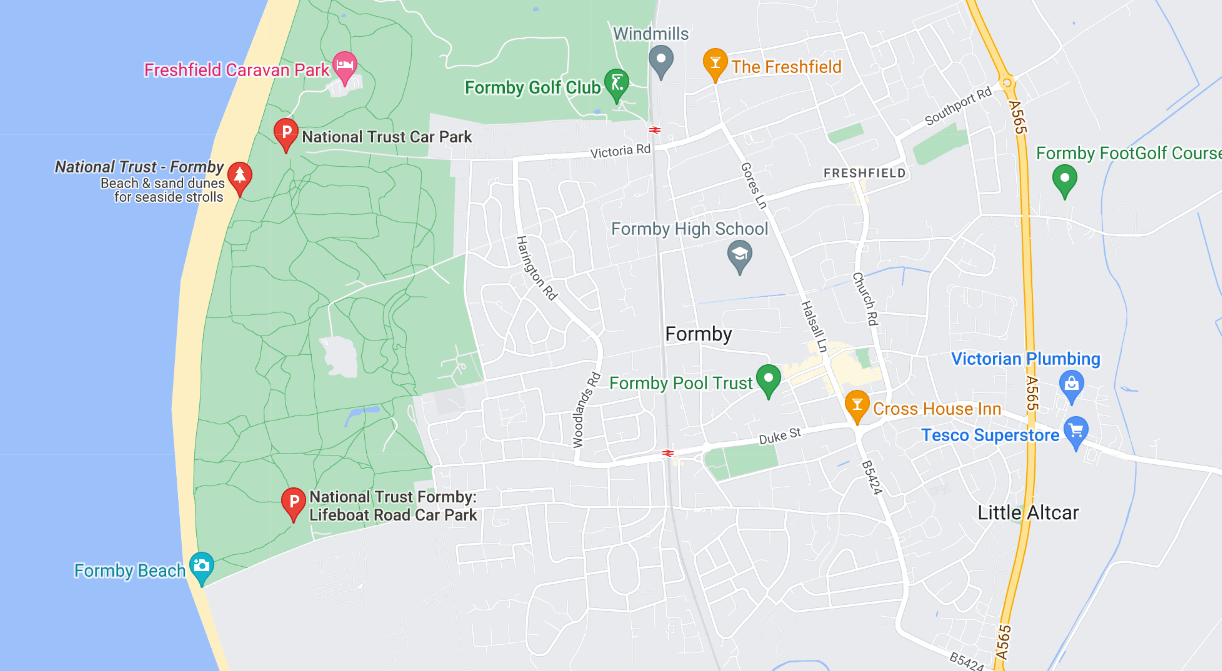 Windmills
Freshfield Caravan Park
The Freshfield
Formby Golf Club
Southport Rd
A565
P
National Trust Car Park
Victoria Rd
Formby FootGolf Course
National Trust - Formby
Beach & sand dunes
for seaside strolls
Gores Ln
FRESHFIELD
Formby High School
Harington Rd
Church Rd
Halsall Ln
Formby
Victorian Plumbing
Formby Pool Trust
A565
Woodlands Rd
Cross House Inn
Duke St
Tesco Superstore
B5424
P
National Trust Formby:
Lifeboat Road Car Park
Little Altcar
Formby Beach
A565
B5424